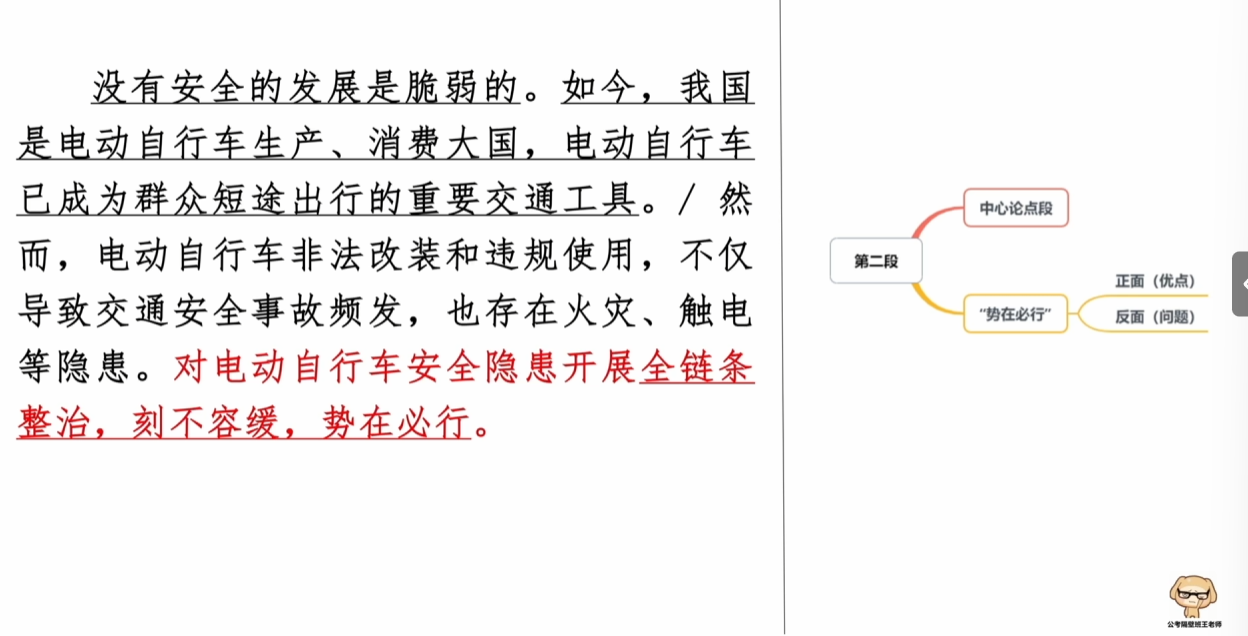 没有安全的发展是脆弱的。如今，我国
是电动自行车生产、消费大国，电动自行车
已成为群众短途出行的重要交通工具。/ 然
而，电动自行车非法改装和违规使用，不仅
导致交通安全事故频发，也存在火灾、触电
等隐患。对电动自行车安全隐患开展全链条
整治，刻不容缓，势在必行。
第二段
中心论点段
“势在必行”
正面（优点）
反面（问题）
公考隔壁班王老师